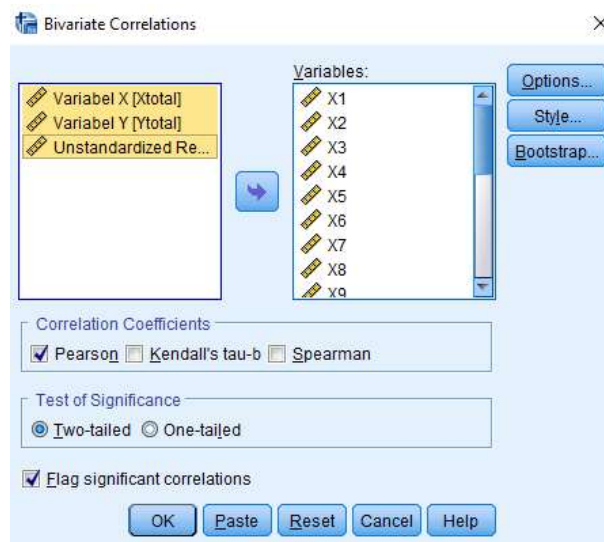 Bivariate Correlations
Variables:
Variabel X [Xtotal]
Variabel Y [Ytotal]
Unstandardized Re...
X1
X2
X3
X4
X5
X6
X7
X8
X9
Options...
Style...
Bootstrap...
Correlation Coefficients
Pearson Kendall's tau-b Spearman
Test of Significance
Two-tailed One-tailed
Flag significant correlations
OK Paste Reset Cancel Help